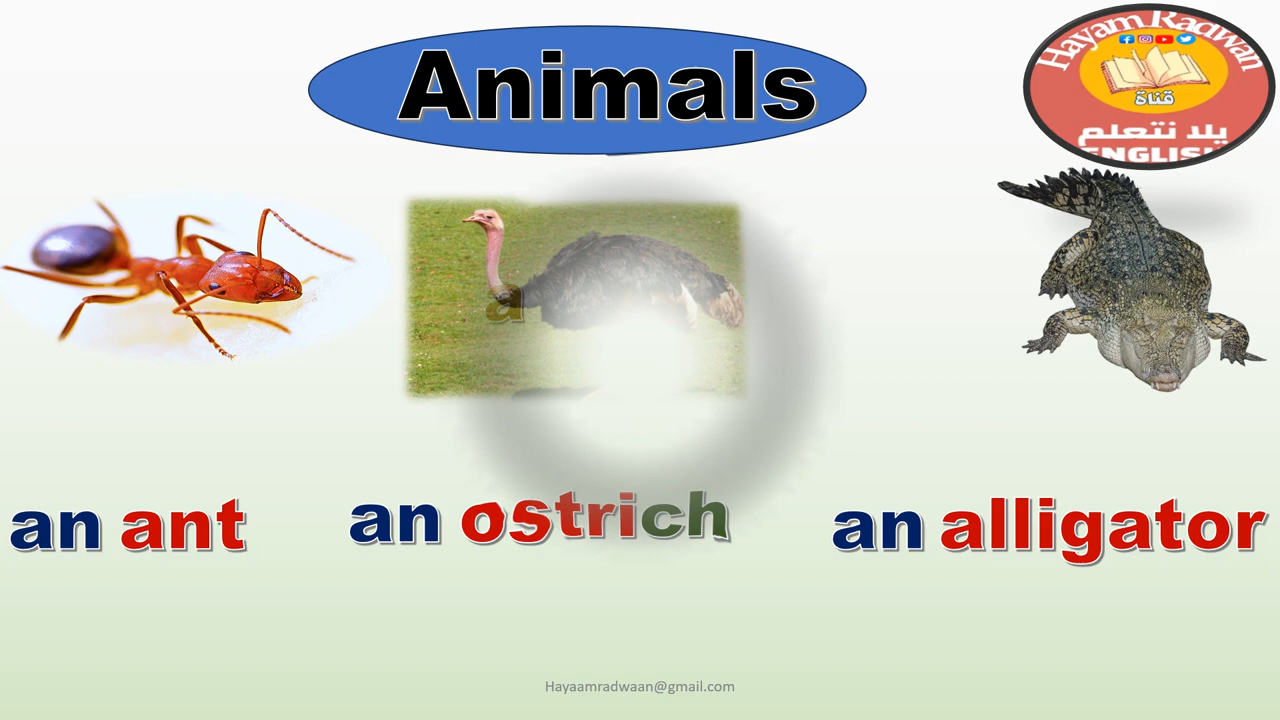 Animals
Hayam Radwan
قناة
يلا نتعلم
ENGLISH
a
an ant
an ostrich
an alligator
Hayaamradwaan@gmail.com